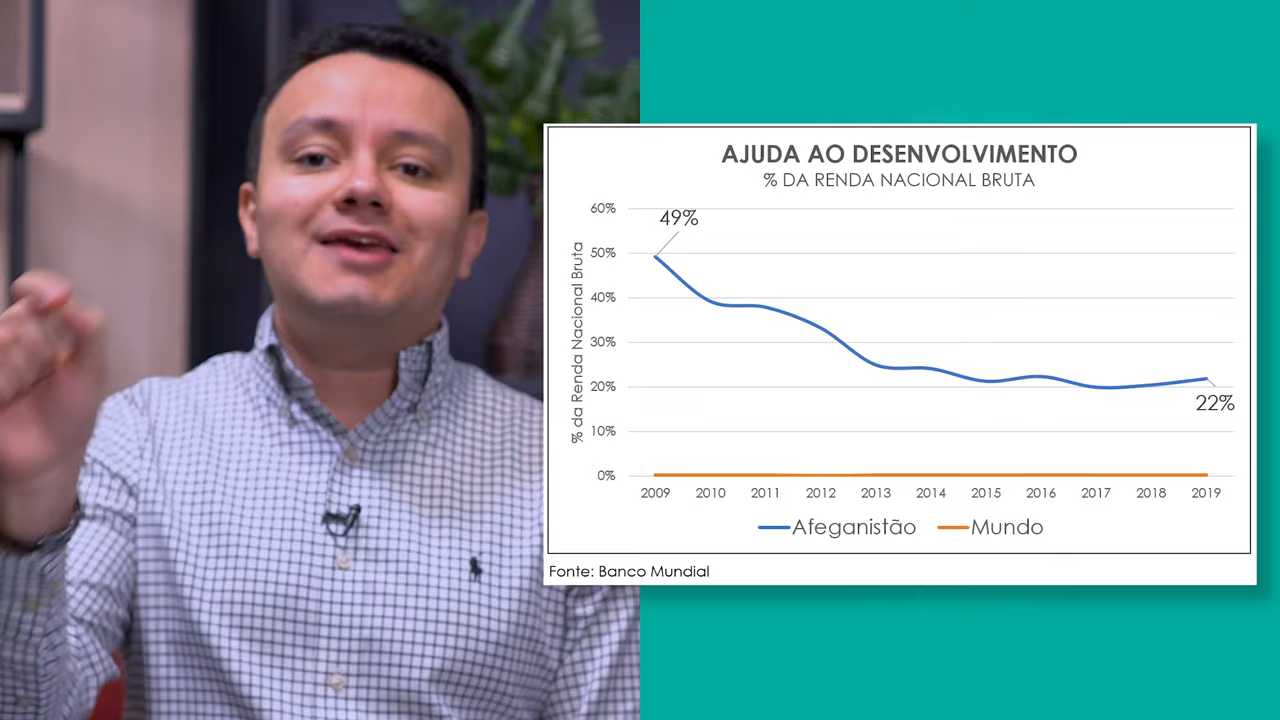 AJUDA AO DESENVOLVIMENTO
% DA RENDA NACIONAL BRUTA
% da Renda Nacional Bruta
60%
50%
40%
30%
20%
10%
0%
49%
22%
2009 2010 2011 2012 2013 2014 2015 2016 2017 2018 2019
Afeganistão Mundo
Fonte: Banco Mundial